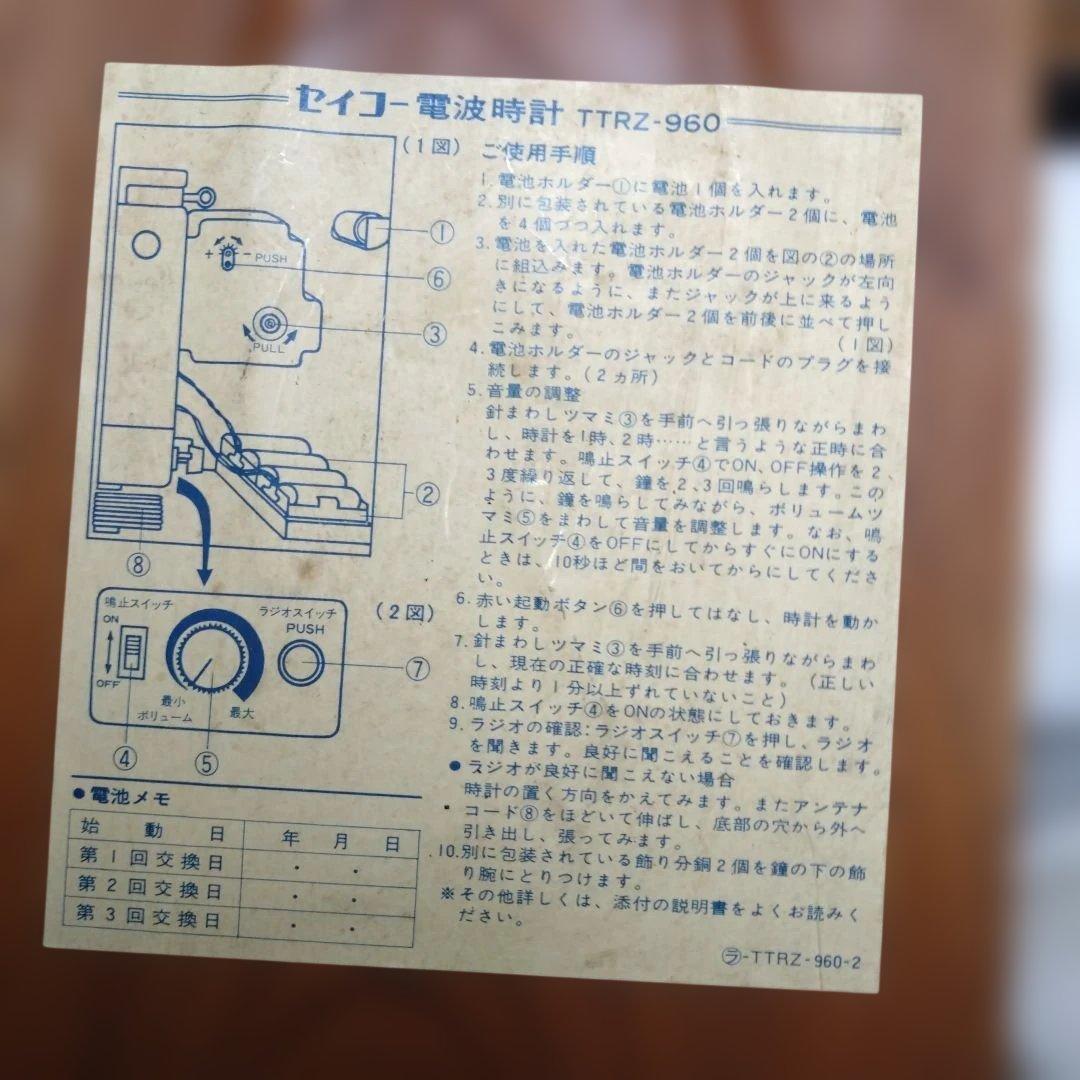 セイコー電波時計 TTRZ-960
(1図)
ご使用手順
1. 電池ホルダー①に電池1個を入れます。
2. 別に包装されている電池ホルダー2個に、電池
を4個づつ入れます。
3. 電池を入れた電池ホルダー2個を図の②の場所
に組込みます。電池ホルダーのジャックが左向
きになるように、またジャックが上に来るよう
にして、電池ホルダー2個を前後に並べて押し
こみます。 (1図)
4. 電池ホルダーのジャックとコードのプラグを接
続します。(2ヵ所)
5. 音量の調整
針まわしツマミ③を手前へ引っ張りながらまわ
し、時計を1時、2時……と言うような正時に合
わせます。鳴止スイッチ④でON、OFF操作を2、
3度繰り返して、鐘を2、3回鳴らします。この
ように、鐘を鳴らしてみながら、ボリュームツ
マミ⑤をまわして音量を調整します。なお、鳴
止スイッチ④をOFFにしてからすぐにONにする
ときは、10秒ほど間をおいてからにしてくださ
い。
6. 赤い起動ボタン⑥を押してはなし、時計を動か
します。
7. 針まわしツマミ③を手前へ引っ張りながらまわ
し、現在の正確な時刻に合わせます。(正しい
時刻より1分以上ずれていないこと)
8. 鳴止スイッチ④をONの状態にしておきます。
9. ラジオの確認:ラジオスイッチ⑦を押し、ラジオ
を聞きます。良好に聞こえることを確認します。
●ラジオが良好に聞こえない場合
時計の置く方向をかえてみます。またアンテナ
コード⑧をほどいて伸ばし、底部の穴から外へ
引き出し、張ってみます。
10. 別に包装されている飾り分銅2個を鐘の下の飾
り腕にとりつけます。
※その他詳しくは、添付の説明書をよくお読みく
ださい。
+ - PUSH
PULL
①
⑥
③
②
⑧
(2図)
鳴止スイッチ
ON
OFF
最小
ボリューム
最大
ラジオスイッチ
PUSH
⑦
④
⑤
●電池メモ
始動日 年 月 日
第1回交換日 ・ ・
第2回交換日 ・ ・
第3回交換日 ・ ・
㋶-TTRZ-960-2